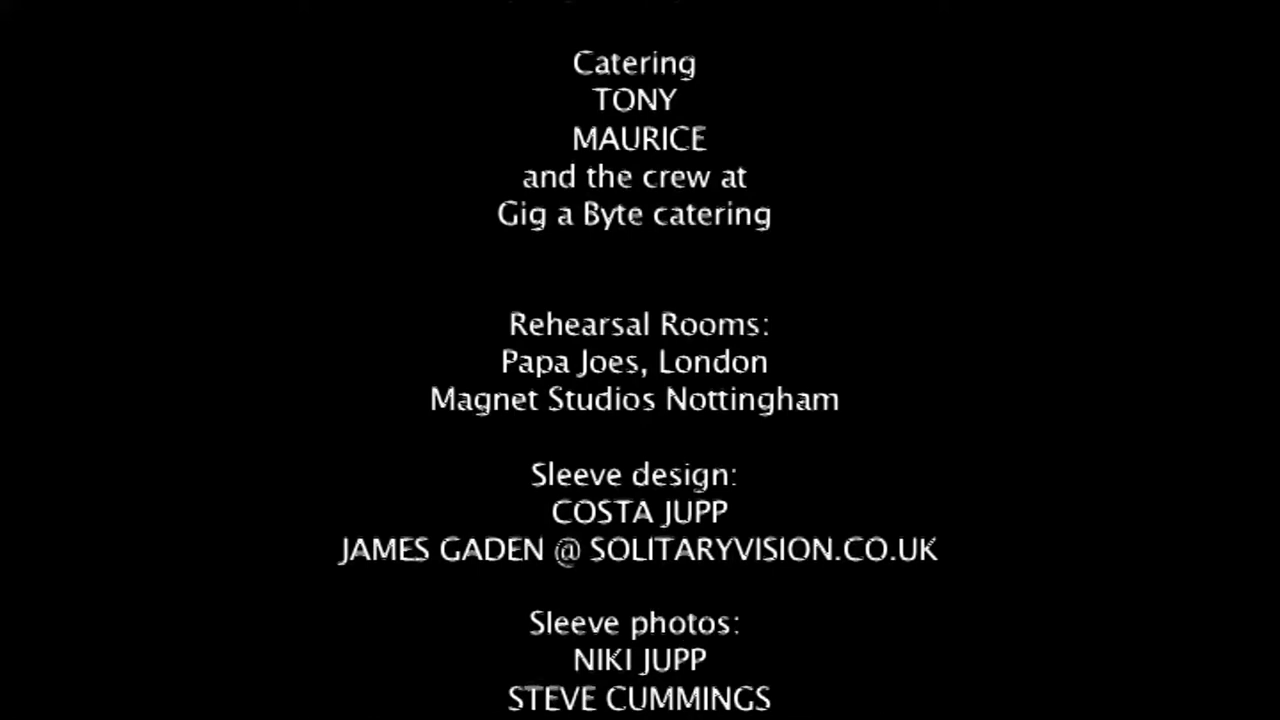 Catering
TONY
MAURICE
and the crew at
Gig a Byte catering
Rehearsal Rooms:
Papa Joes, London
Magnet Studios Nottingham
Sleeve design:
COSTA JUPP
JAMES GADEN @ SOLITARYVISION.CO.UK
Sleeve photos:
NIKI JUPP
STEVE CUMMINGS